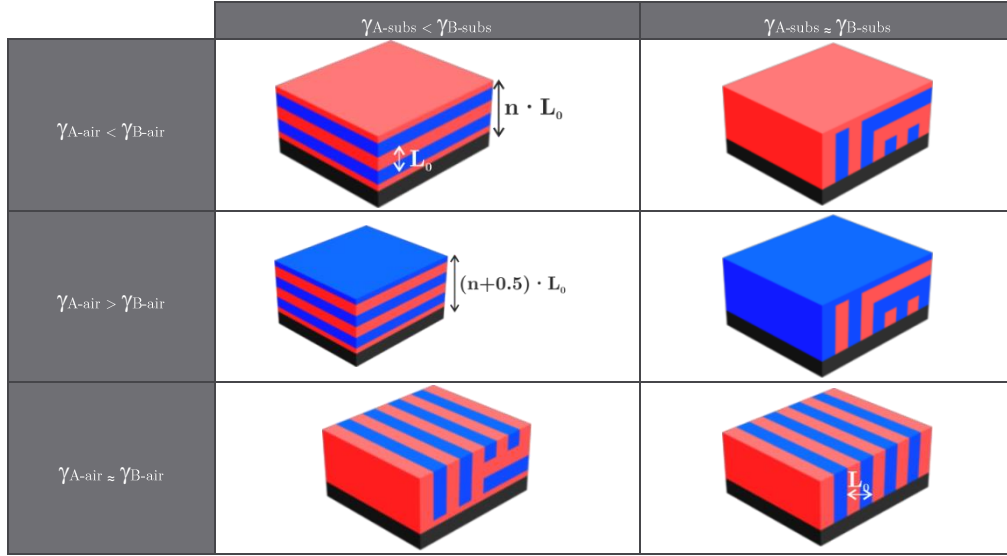 γA-subs < γB-subs
γA-subs ≈ γB-subs
γA-air < γB-air
n · L₀
L₀
γA-air > γB-air
(n+0.5) · L₀
γA-air ≈ γB-air
L₀